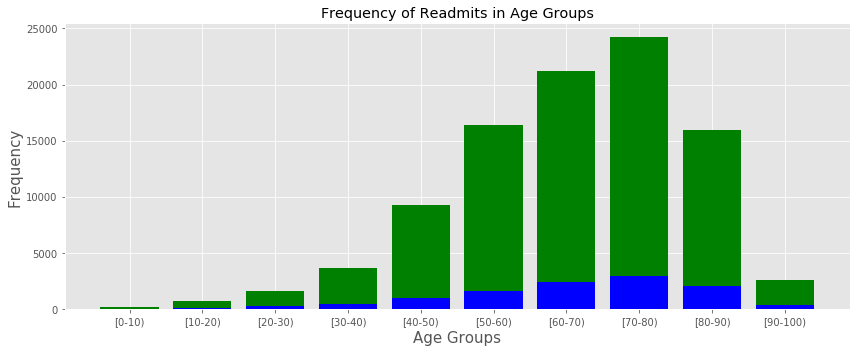 Frequency of Readmits in Age Groups
25000
20000
15000
10000
5000
0
Frequency
[0-10) [10-20) [20-30) [30-40) [40-50) [50-60) [60-70) [70-80) [80-90) [90-100)
Age Groups